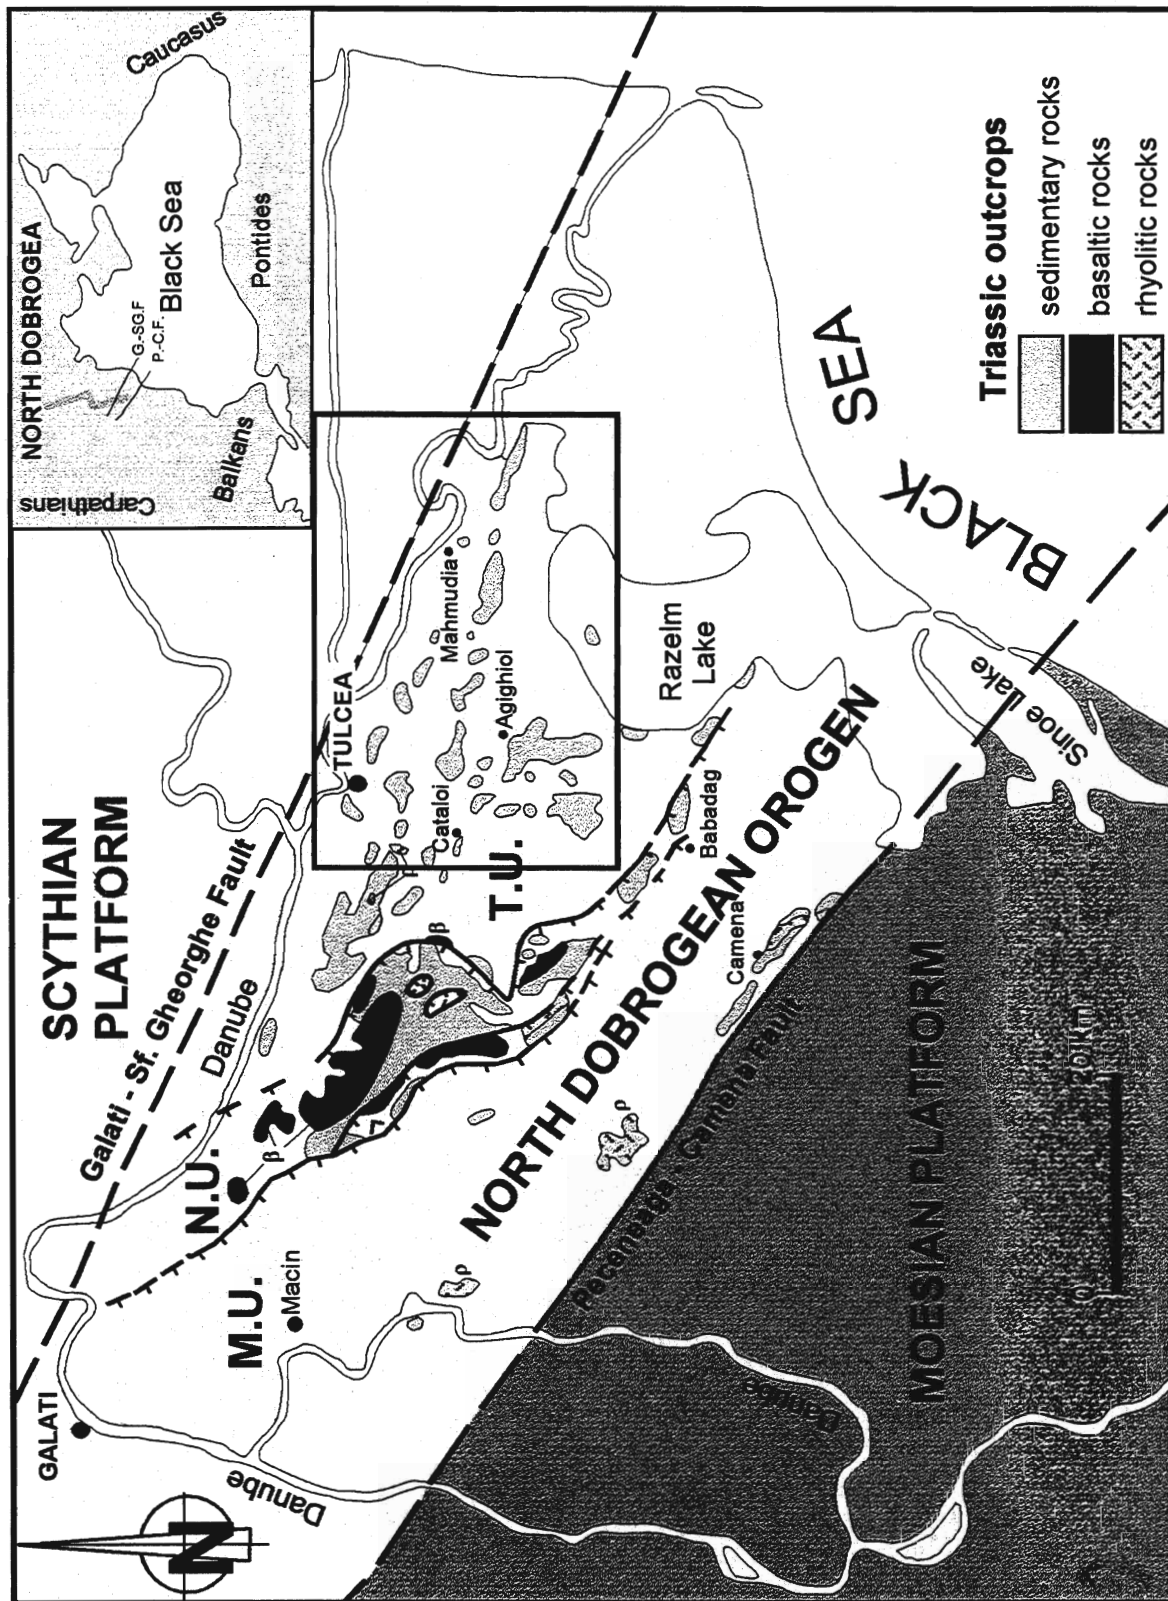 NORTH DOBROGEA
Caucasus
Carpathians
G.-SG.F
P.-C.F.
Black Sea
Balkans
Pontides
SCYTHIAN
PLATFORM
GALATI
Galati - Sf. Gheorghe Fault
Danube
Danube
N.U.
M.U.
Macin
β
β
TULCEA
Mahmudia
Cataloi
Agighiol
T.U.
Razelm
Lake
Babadag
Camena
NORTH DOBROGEAN OROGEN
ρ
ρ
Peceneaga - Camena Fault
Sinoe Lake
BLACK SEA
Danube
MOESIAN PLATFORM
0 20 km
N
Triassic outcrops
sedimentary rocks
basaltic rocks
rhyolitic rocks